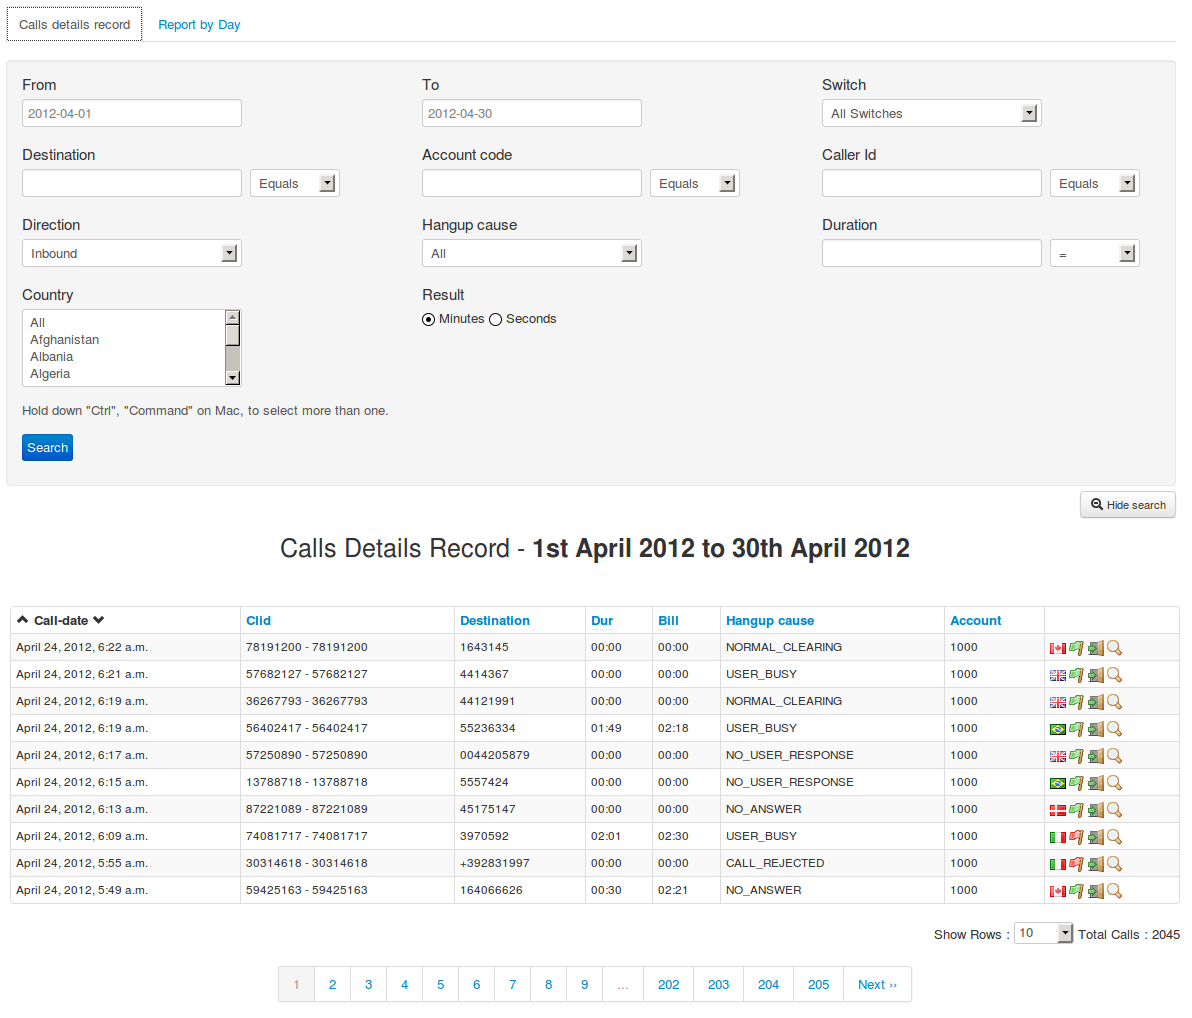 Calls details record Report by Day
From To Switch
2012-04-01 2012-04-30 All Switches
Destination Account code Caller Id
Equals Equals Equals
Direction Hangup cause Duration
Inbound All =
Country Result
Minutes Seconds
All
Afghanistan
Albania
Algeria
Hold down "Ctrl", "Command" on Mac, to select more than one.
Search
Hide search
Calls Details Record - 1st April 2012 to 30th April 2012
Call-date Clid Destination Dur Bill Hangup cause Account
April 24, 2012, 6:22 a.m. 78191200 - 78191200 1643145 00:00 00:00 NORMAL_CLEARING 1000
April 24, 2012, 6:21 a.m. 57682127 - 57682127 4414367 00:00 00:00 USER_BUSY 1000
April 24, 2012, 6:19 a.m. 36267793 - 36267793 44121991 00:00 00:00 NORMAL_CLEARING 1000
April 24, 2012, 6:19 a.m. 56402417 - 56402417 55236334 01:49 02:18 USER_BUSY 1000
April 24, 2012, 6:17 a.m. 57250890 - 57250890 0044205879 00:00 00:00 NO_USER_RESPONSE 1000
April 24, 2012, 6:15 a.m. 13788718 - 13788718 5557424 00:00 00:00 NO_USER_RESPONSE 1000
April 24, 2012, 6:13 a.m. 87221089 - 87221089 45175147 00:00 00:00 NO_ANSWER 1000
April 24, 2012, 6:09 a.m. 74081717 - 74081717 3970592 02:01 02:30 USER_BUSY 1000
April 24, 2012, 5:55 a.m. 30314618 - 30314618 +392831997 00:00 00:00 CALL_REJECTED 1000
April 24, 2012, 5:49 a.m. 59425163 - 59425163 164066626 00:30 02:21 NO_ANSWER 1000
Show Rows : 10 Total Calls : 2045
1 2 3 4 5 6 7 8 9 ... 202 203 204 205 Next ››